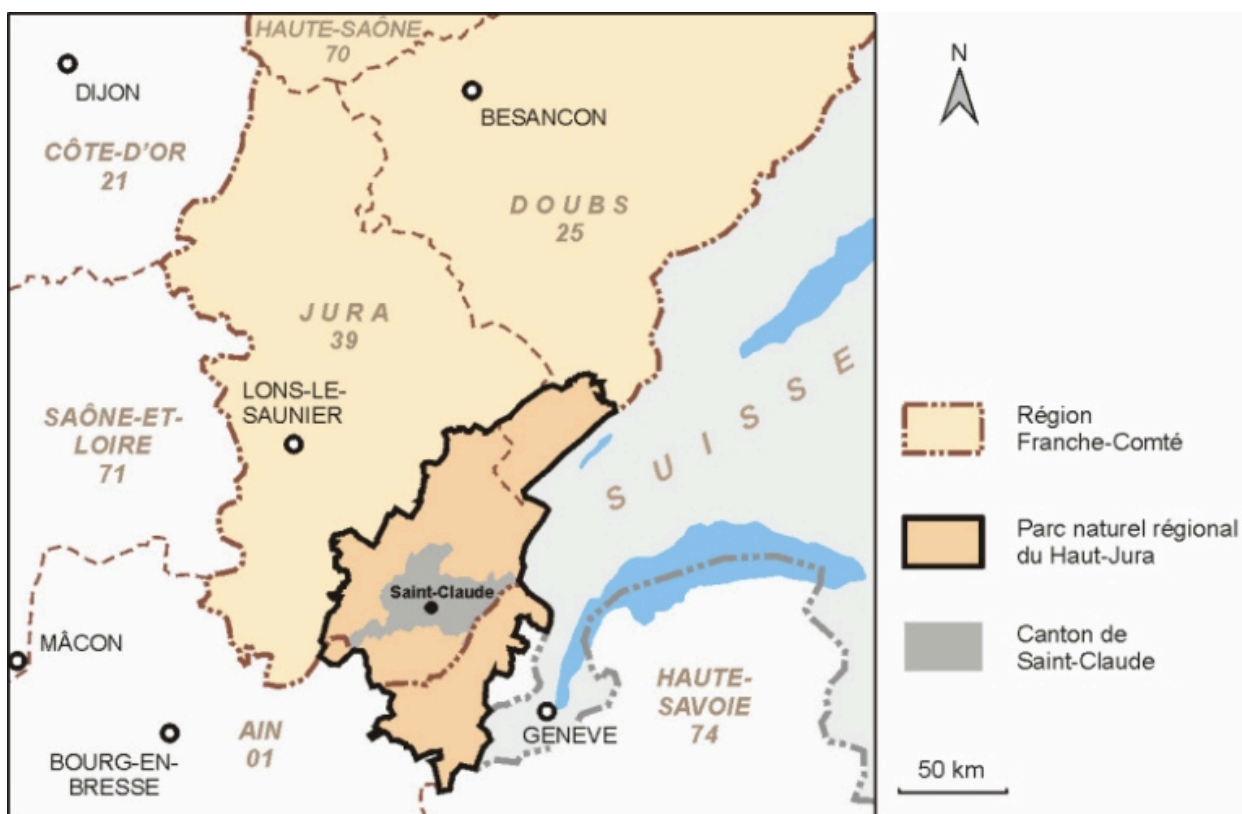 HAUTE-SAÔNE
70
DIJON
BESANCON
CÔTE-D'OR
21
DOUBS
25
JURA
39
LONS-LE-
SAUNIER
SAÔNE-ET-
LOIRE
71
SUISSE
Saint-Claude
MÂCON
HAUTE-
SAVOIE
74
GENEVE
AIN
01
BOURG-EN-
BRESSE
N
Région
Franche-Comté
Parc naturel régional
du Haut-Jura
Canton de
Saint-Claude
50 km